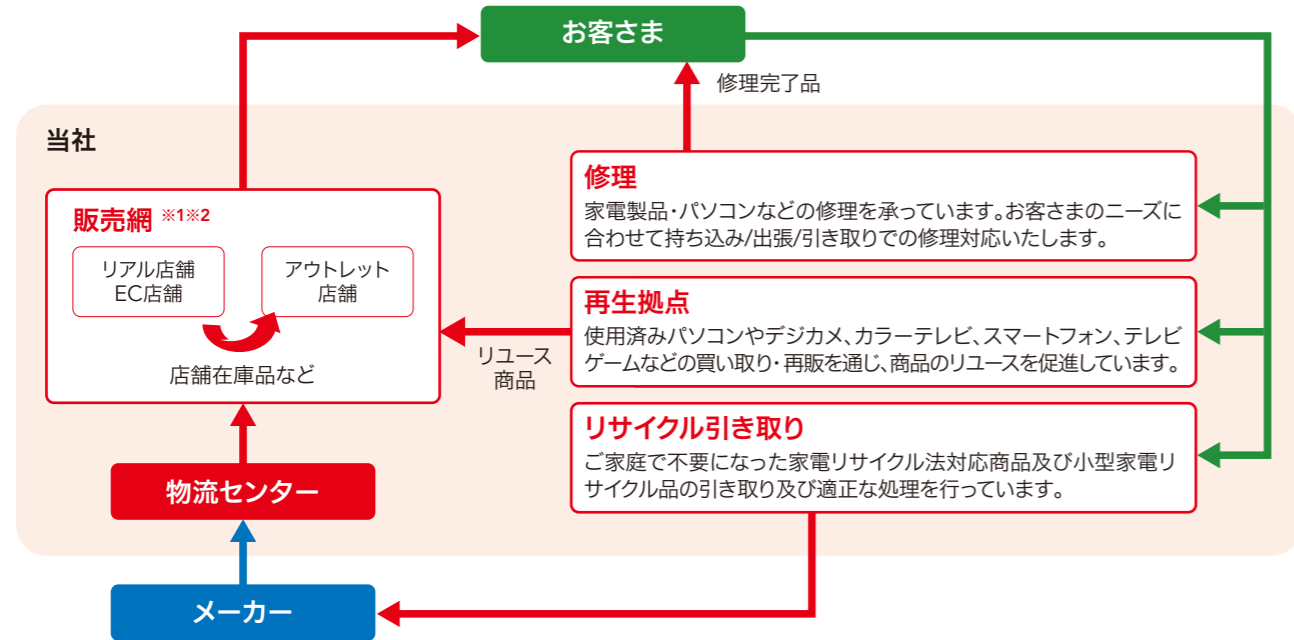 お客さま
修理完了品
当社
販売網 ※1※2
リアル店舗
EC店舗
アウトレット
店舗
店舗在庫品など
修理
家電製品・パソコンなどの修理を承っています。お客さまのニーズに
合わせて持ち込み/出張/引き取りでの修理対応いたします。
再生拠点
使用済みパソコンやデジカメ、カラーテレビ、スマートフォン、テレビ
ゲームなどの買い取り・再販を通じ、商品のリユースを促進しています。
リユース
商品
リサイクル引き取り
ご家庭で不要になった家電リサイクル法対応商品及び小型家電リ
サイクル品の引き取り及び適正な処理を行っています。
物流センター
メーカー